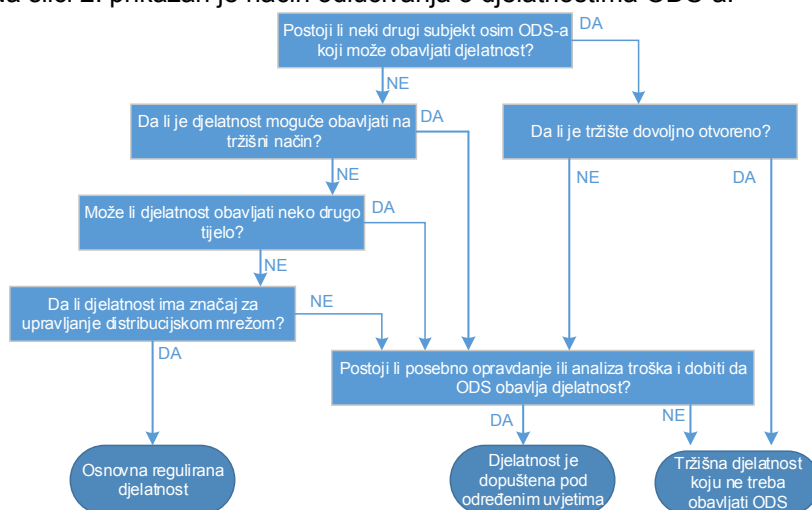 Na slici 2. prikazan je način odlučivanja o djelatnostima ODS-a.
Postoji li neki drugi subjekt osim ODS-a
koji može obavljati djelatnost?
DA
NE
Da li je djelatnost moguće obavljati na
tržišni način?
DA
Da li je tržište dovoljno otvoreno?
NE
NE
DA
Može li djelatnost obavljati neko drugo
tijelo?
DA
NE
Da li djelatnost ima značaj za
upravljanje distribucijskom mrežom?
NE
DA
Postoji li posebno opravdanje ili analiza troška i dobiti da
ODS obavlja djelatnost?
DA
NE
Osnovna regulirana
djelatnost
Djelatnost je
dopuštena pod
određenim uvjetima
Tržišna djelatnost
koju ne treba
obavljati ODS